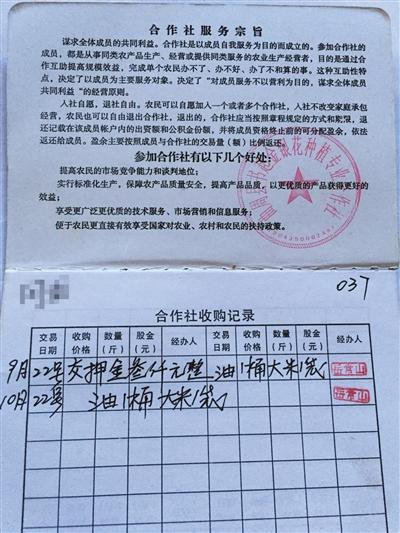 合作社服务宗旨
谋求全体成员的共同利益。合作社是以成员自我服务为目的而成立的。参加合作社的
成员，都是从事同类农产品生产、经营或提供同类服务的农业生产经营者，目的是通过合
作互助提高规模效益，完成单个农民办不了、办不好、办了不和算的事。这种互助性特
点，决定了以成员为主要服务对象。决定了“对成员服务不以营利为目的、谋求全体成员
共同利益”的经营原则。
入社自愿，退社自由。农民可以自愿加入一个或者多个合作社，入社不改变家庭承包
经营，农民也可以自由退出合作社，退出的，合作社应当按照章程规定的方式和期限，退
还记载在该成员帐户内的出资额和公积金份额，并将成员资格终止前的可分配盈余，依法
返还给成员。盈余主要按照成员与合作社的交易量（额）比例返还。
参加合作社有以下几个好处：
提高农民的市场竞争能力和谈判地位；
实行标准化生产，保障农产品质量安全，提高产品品质，以更优质的产品获得更好的
效益；
享受更广泛更优质的技术服务、市场营销和信息服务；
便于农民更直接有效享受国家对农业、农村和农民的扶持政策。
金银花种植专业合作社
037
合作社收购记录
交易日期 收购价格 数量（斤） 股金（元） 经办人 交易日期 收购价格 数量（斤） 股金（元） 经办人
9月22号交押金叁仟元整 油1桶大米1袋
10月22号 油1桶大米1袋